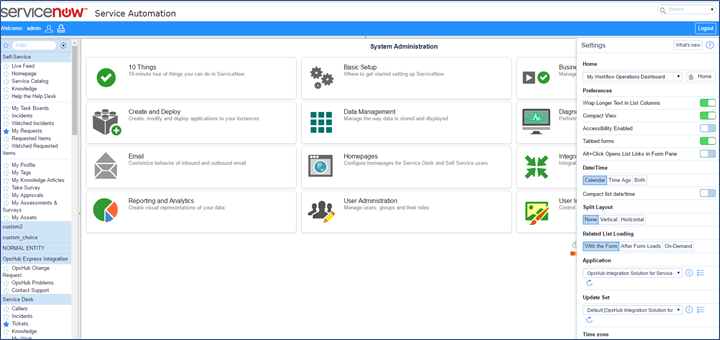 servicenow™ Service Automation
Search
Welcome: admin
Logout
Filter
Self-Service
Live Feed
Homepage
Service Catalog
Knowledge
Help the Help Desk
My Task Boards
Incidents
Watched Incidents
My Requests
Requested Items
Watched Requested
Items
My Profile
My Tags
My Knowledge Articles
Take Survey
My Approvals
My Assessments &
Surveys
My Assets
custom2
custom_choice
NORMAL ENTITY
OpsHub Express Integration
OpsHub Change
Request
OpsHub Problems
Contact Support
Service Desk
Callers
Incidents
Tickets
Knowledge
My Work
System Administration
10 Things
10-minute tour of things you can do in ServiceNow
Basic Setup
Where to get started setting up ServiceNow
Busin
Manag
Create and Deploy
Create, modify and deploy applications to your instances
Data Management
Manage the way data is stored and displayed
Diagno
Email
Customize behavior of inbound and outbound email
Homepages
Configure homepages for Service Desk and Self Service users
Integra
Reporting and Analytics
Create visual representations of your data
User Administration
Manage users, groups and their roles
User In
Settings
What's new
?
Home
My Workflow Operations Dashboard
Home
Preferences
Wrap Longer Text in List Columns
Compact View
Accessibility Enabled
Tabbed forms
Alt+Click Opens List Links in Form Pane
Date/Time
Calendar Time Ago Both
Compact list date/time
Split Layout
None Vertical Horizontal
Related List Loading
With the Form After Form Loads On-Demand
Application
OpsHub Integration Solution for Service
Update Set
Default [OpsHub Integration Solution for
Time zone